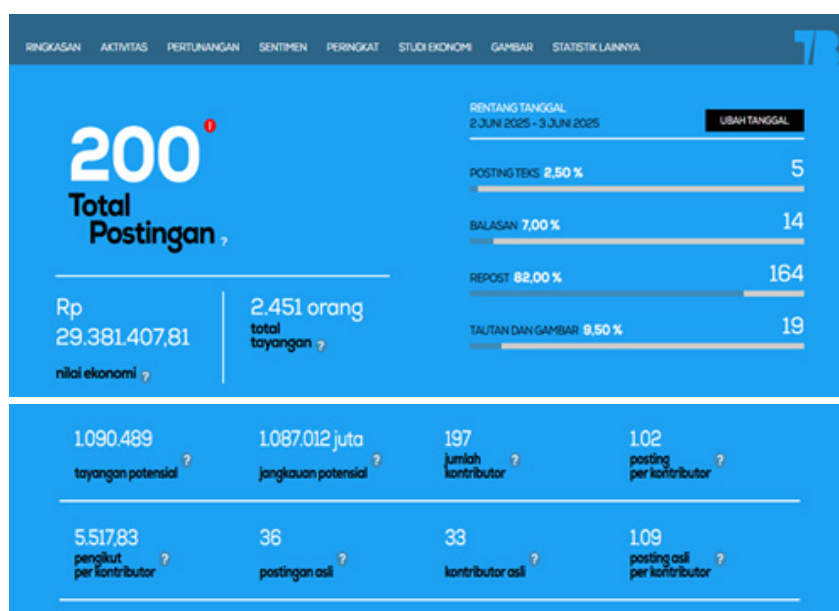 RINGKASAN AKTIVITAS PERTUNANGAN SENTIMEN PERINGKAT STUDI EKONOMI GAMBAR STATISTIK LAINNYA
200
Total
Postingan ?
Rp
29.381.407,81
nilai ekonomi ?
2.451 orang
total
tayangan ?
RENTANG TANGGAL
2 JUNI 2025 - 3 JUNI 2025
UBAH TANGGAL
POSTING TEKS 2,50 % 5
BALASAN 7,00 % 14
REPOST 82,00 % 164
TAUTAN DAN GAMBAR 9,50 % 19
1.090.489
tayangan potensial ?
1.087.012 juta
jangkauan potensial ?
197
jumlah
kontributor ?
1.02
posting
per kontributor ?
5.517,83
pengikut
per kontributor ?
36
postingan asli ?
33
kontributor asli ?
1.09
posting asli
per kontributor ?